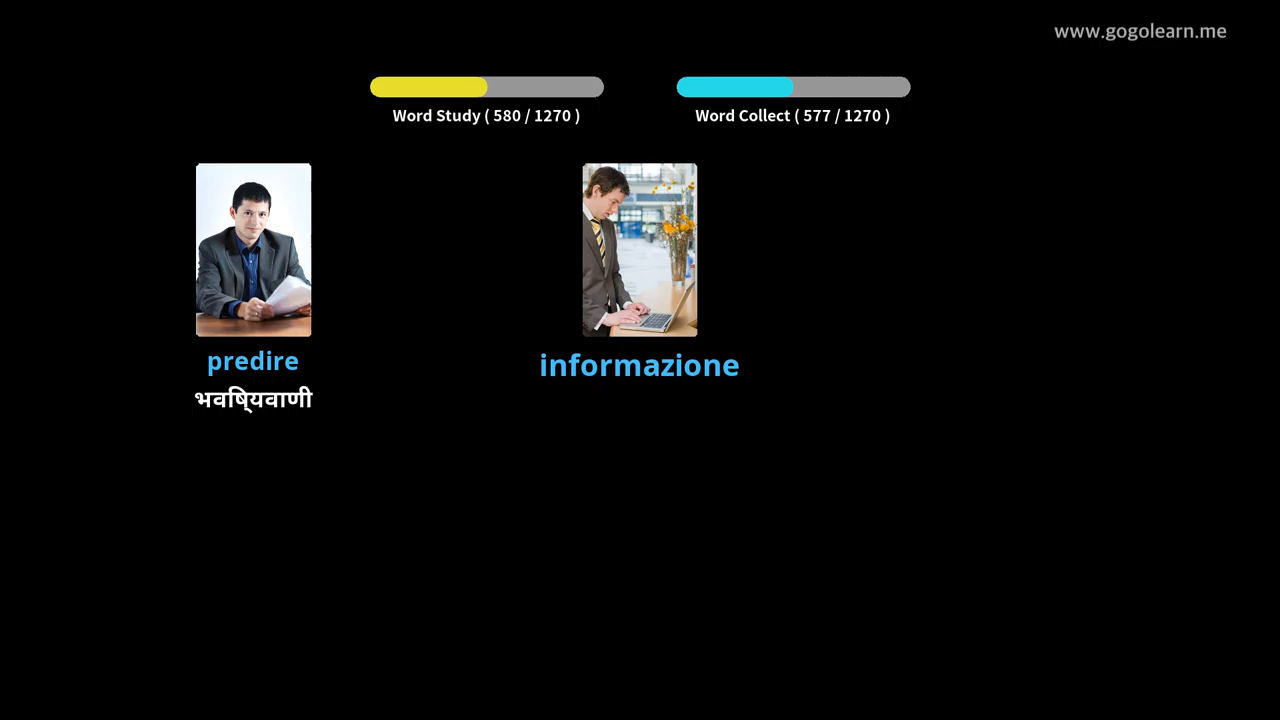 www.gogolearn.me
Word Study ( 580 / 1270 )
Word Collect ( 577 / 1270 )
predire
informazione
भविष्यवाणी